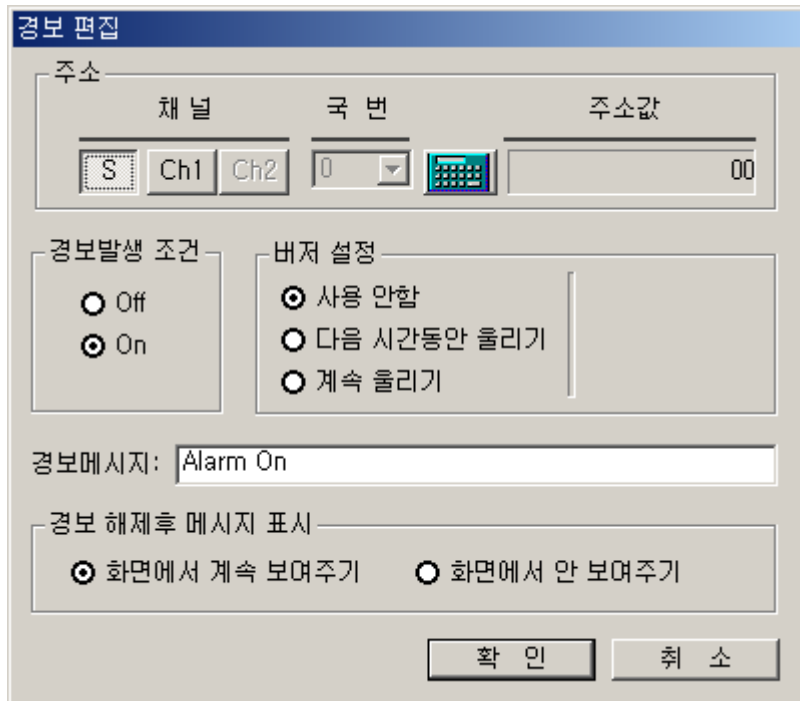 경보 편집
주소
채 널 국 번 주소값
S Ch1 Ch2 0 00
경보발생 조건 버저 설정
Off 사용 안함
On 다음 시간동안 울리기
계속 울리기
경보메시지: Alarm On
경보 해제후 메시지 표시
화면에서 계속 보여주기 화면에서 안 보여주기
확 인 취 소